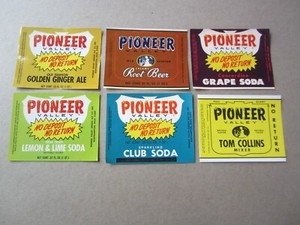 PIONEER
VALLEY
NO DEPOSIT
NO RETURN
GOLDEN GINGER ALE
PIONEER
VALLEY
Root Beer
PIONEER
VALLEY
NO DEPOSIT
NO RETURN
GRAPE SODA
PIONEER
VALLEY
NO DEPOSIT
NO RETURN
LEMON & LIME SODA
PIONEER
VALLEY
NO DEPOSIT
NO RETURN
SPARKLING
CLUB SODA
PIONEER
VALLEY
TOM COLLINS
MIXER
NO RETURN